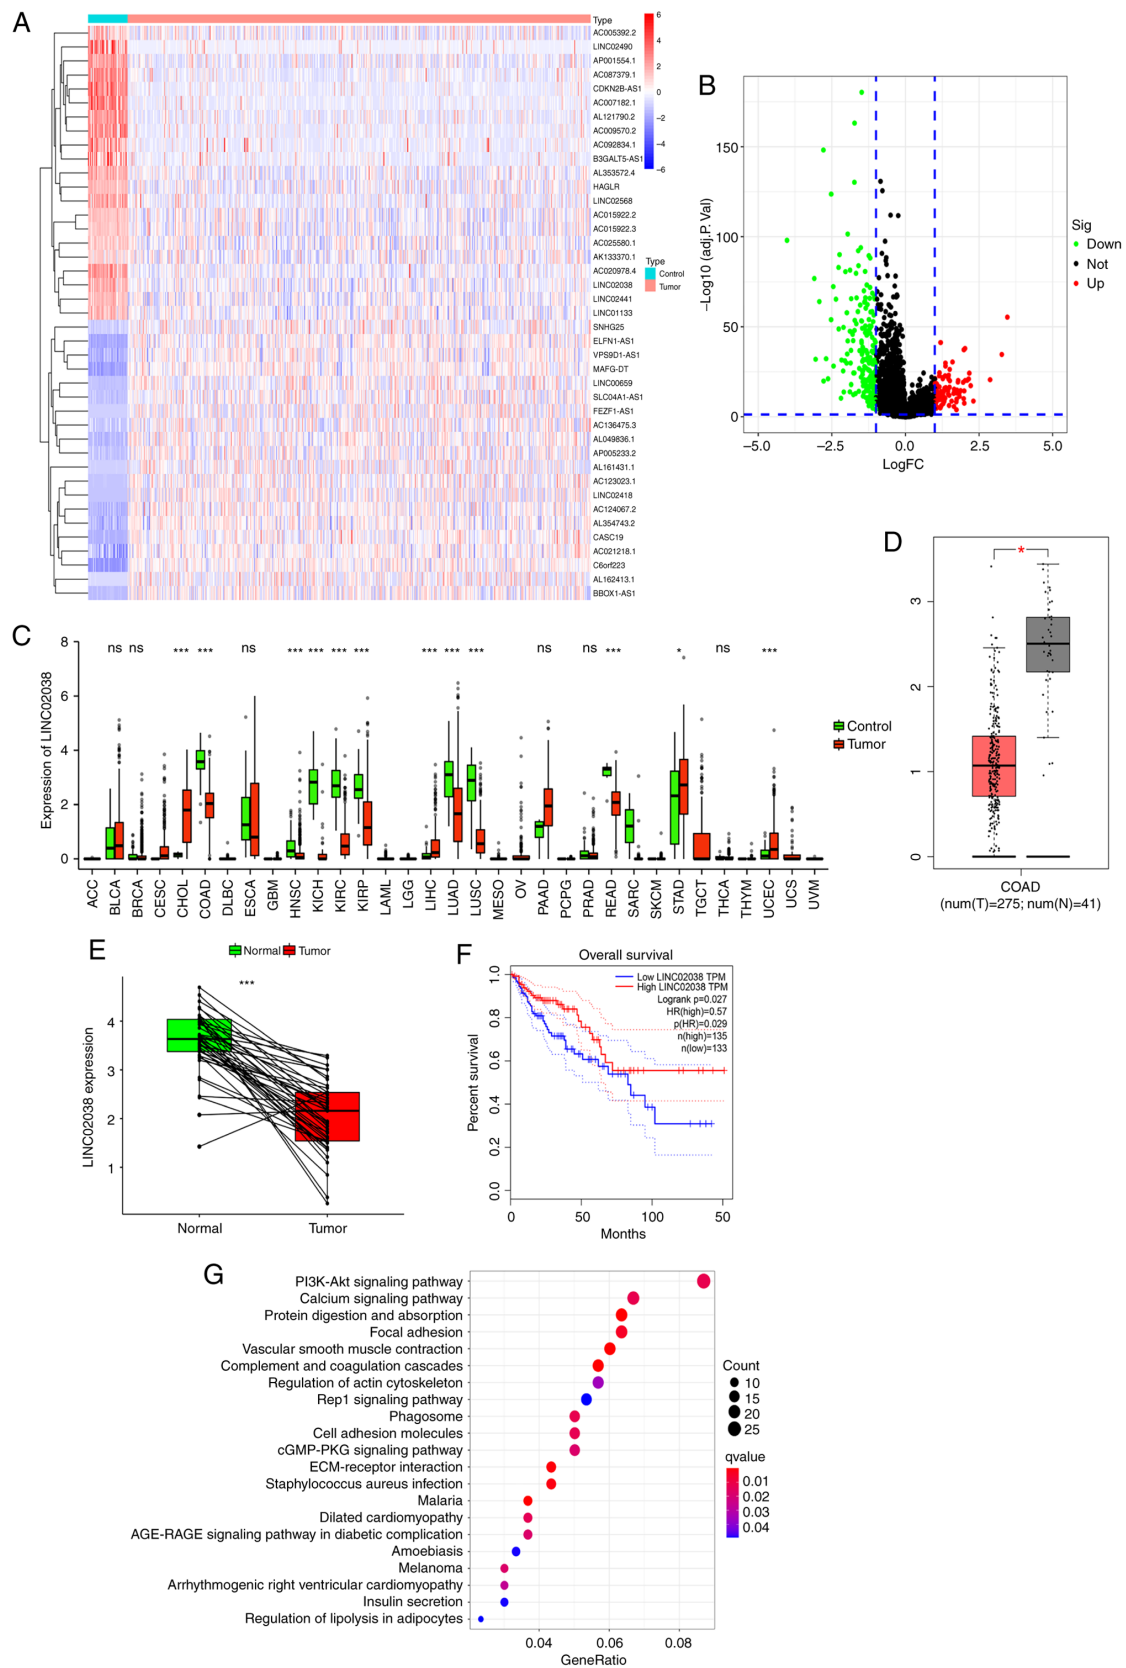 A
Type
AC005392.2
LINC02490
AP001554.1
AC087379.1
CDKN2B-AS1
AC007182.1
AL121790.2
AC009570.2
AC092834.1
B3GALT5-AS1
AL353572.4
HAGLR
LINC02568
AC015922.2
AC015922.3
AC025580.1
AK133370.1
AC020978.4
LINC02038
LINC02441
LINC01133
SNHG25
ELFN1-AS1
VPS9D1-AS1
MAFG-DT
LINC00659
SLC04A1-AS1
FEZF1-AS1
AC136475.3
AL049836.1
AP005233.2
AL161431.1
AC123023.1
LINC02418
AC124067.2
AL354743.2
CASC19
AC021218.1
C6orf223
AL162413.1
BBOX1-AS1
6
4
2
0
−2
−4
−6
Type
Control
Tumor
B
−Log10 (adj.P. Val)
150
100
50
0
−5.0 −2.5 0.0 2.5 5.0
LogFC
Sig
Down
Not
Up
C
Expression of LINC02038
8
6
4
2
0
ns ns *** *** ns *** *** *** *** *** *** *** ns ns *** * ns ***
ACC BLCA BRCA CESC CHOL COAD DLBC ESCA GBM HNSC KICH KIRC KIRP LAML LGG LIHC LUAD LUSC MESO OV PAAD PCPG PRAD READ SARC SKCM STAD TGCT THCA THYM UCEC UCS UVM
Control
Tumor
D
*
3
2
1
0
COAD
(num(T)=275; num(N)=41)
E
Normal Tumor
***
LINC02038 expression
4
3
2
1
Normal Tumor
F
Overall survival
Low LINC02038 TPM
High LINC02038 TPM
Logrank p=0.027
HR(high)=0.57
p(HR)=0.029
n(high)=135
n(low)=133
Percent survival
1.0
0.8
0.6
0.4
0.2
0.0
0 50 100 50
Months
G
PI3K-Akt signaling pathway
Calcium signaling pathway
Protein digestion and absorption
Focal adhesion
Vascular smooth muscle contraction
Complement and coagulation cascades
Regulation of actin cytoskeleton
Rep1 signaling pathway
Phagosome
Cell adhesion molecules
cGMP-PKG signaling pathway
ECM-receptor interaction
Staphylococcus aureus infection
Malaria
Dilated cardiomyopathy
AGE-RAGE signaling pathway in diabetic complication
Amoebiasis
Melanoma
Arrhythmogenic right ventricular cardiomyopathy
Insulin secretion
Regulation of lipolysis in adipocytes
0.04 0.06 0.08
GeneRatio
Count
10
15
20
25
qvalue
0.01
0.02
0.03
0.04